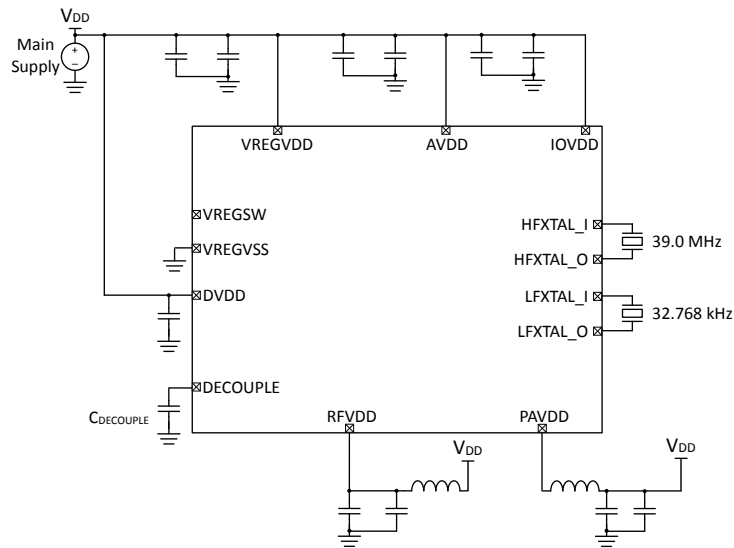 VDD
Main
Supply
+
−
VREGVDD
AVDD
IOVDD
VREGSW
VREGVSS
DVDD
DECOUPLE
CDECOUPLE
HFXTAL_I
HFXTAL_O
39.0 MHz
LFXTAL_I
LFXTAL_O
32.768 kHz
RFVDD
PAVDD
VDD
VDD